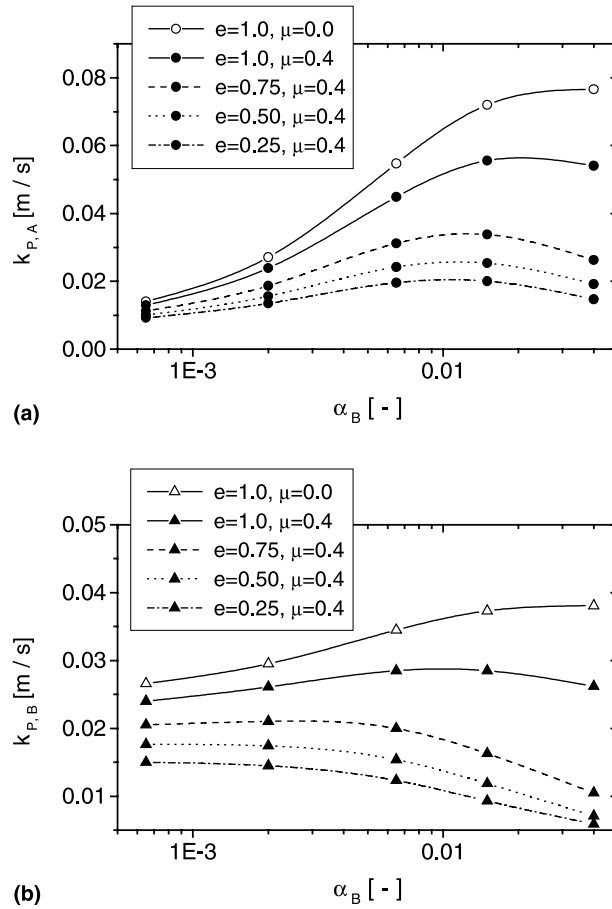 e=1.0, μ=0.0
e=1.0, μ=0.4
e=0.75, μ=0.4
e=0.50, μ=0.4
e=0.25, μ=0.4
0.08
0.06
0.04
0.02
0.00
k_{P,A} [m / s]
1E-3
0.01
(a)
α_B [ - ]
e=1.0, μ=0.0
e=1.0, μ=0.4
e=0.75, μ=0.4
e=0.50, μ=0.4
e=0.25, μ=0.4
0.05
0.04
0.03
0.02
0.01
k_{P,B} [m / s]
1E-3
0.01
(b)
α_B [ - ]